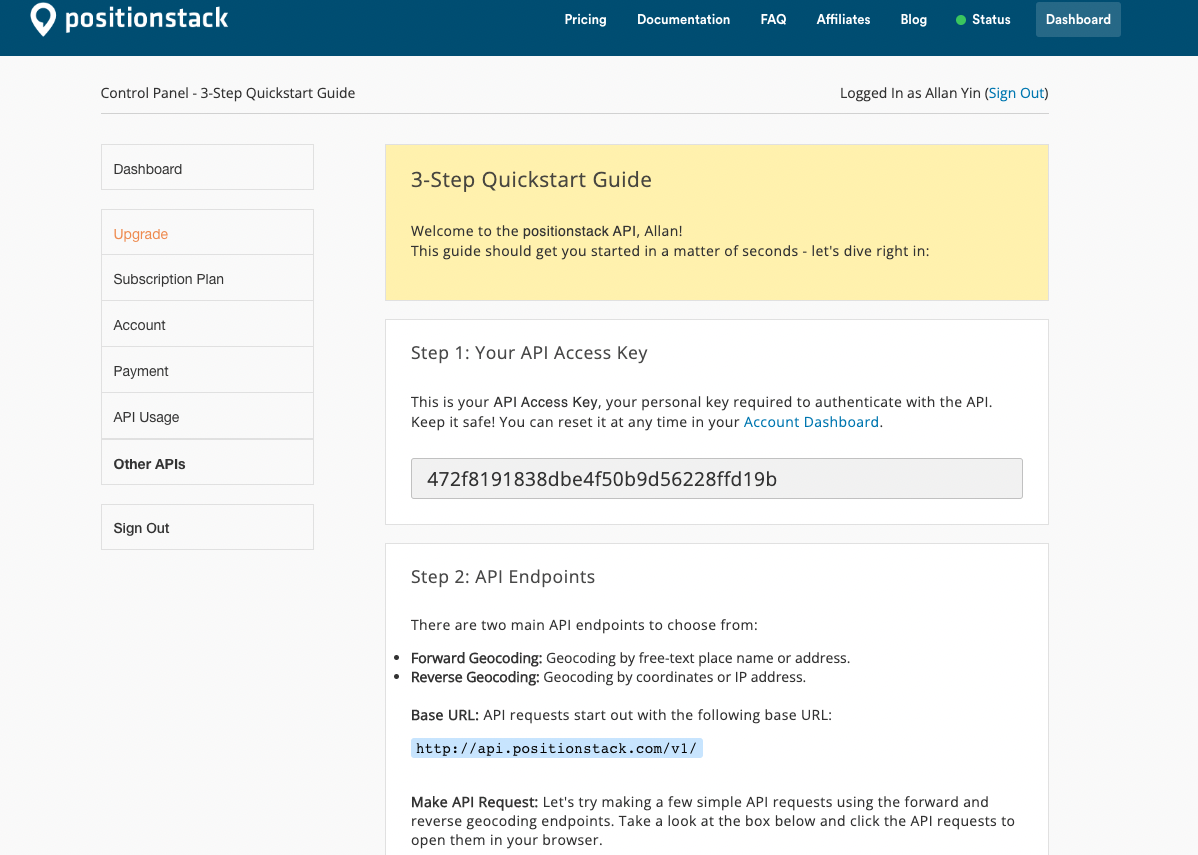 positionstack
Pricing Documentation FAQ Affiliates Blog Status Dashboard
Control Panel - 3-Step Quickstart Guide
Logged In as Allan Yin (Sign Out)
Dashboard
Upgrade
Subscription Plan
Account
Payment
API Usage
Other APIs
Sign Out
3-Step Quickstart Guide
Welcome to the positionstack API, Allan!
This guide should get you started in a matter of seconds - let's dive right in:
Step 1: Your API Access Key
This is your API Access Key, your personal key required to authenticate with the API.
Keep it safe! You can reset it at any time in your Account Dashboard.
472f8191838dbe4f50b9d56228ffd19b
Step 2: API Endpoints
There are two main API endpoints to choose from:
Forward Geocoding: Geocoding by free-text place name or address.
Reverse Geocoding: Geocoding by coordinates or IP address.
Base URL: API requests start out with the following base URL:
http://api.positionstack.com/v1/
Make API Request: Let's try making a few simple API requests using the forward and
reverse geocoding endpoints. Take a look at the box below and click the API requests to
open them in your browser.